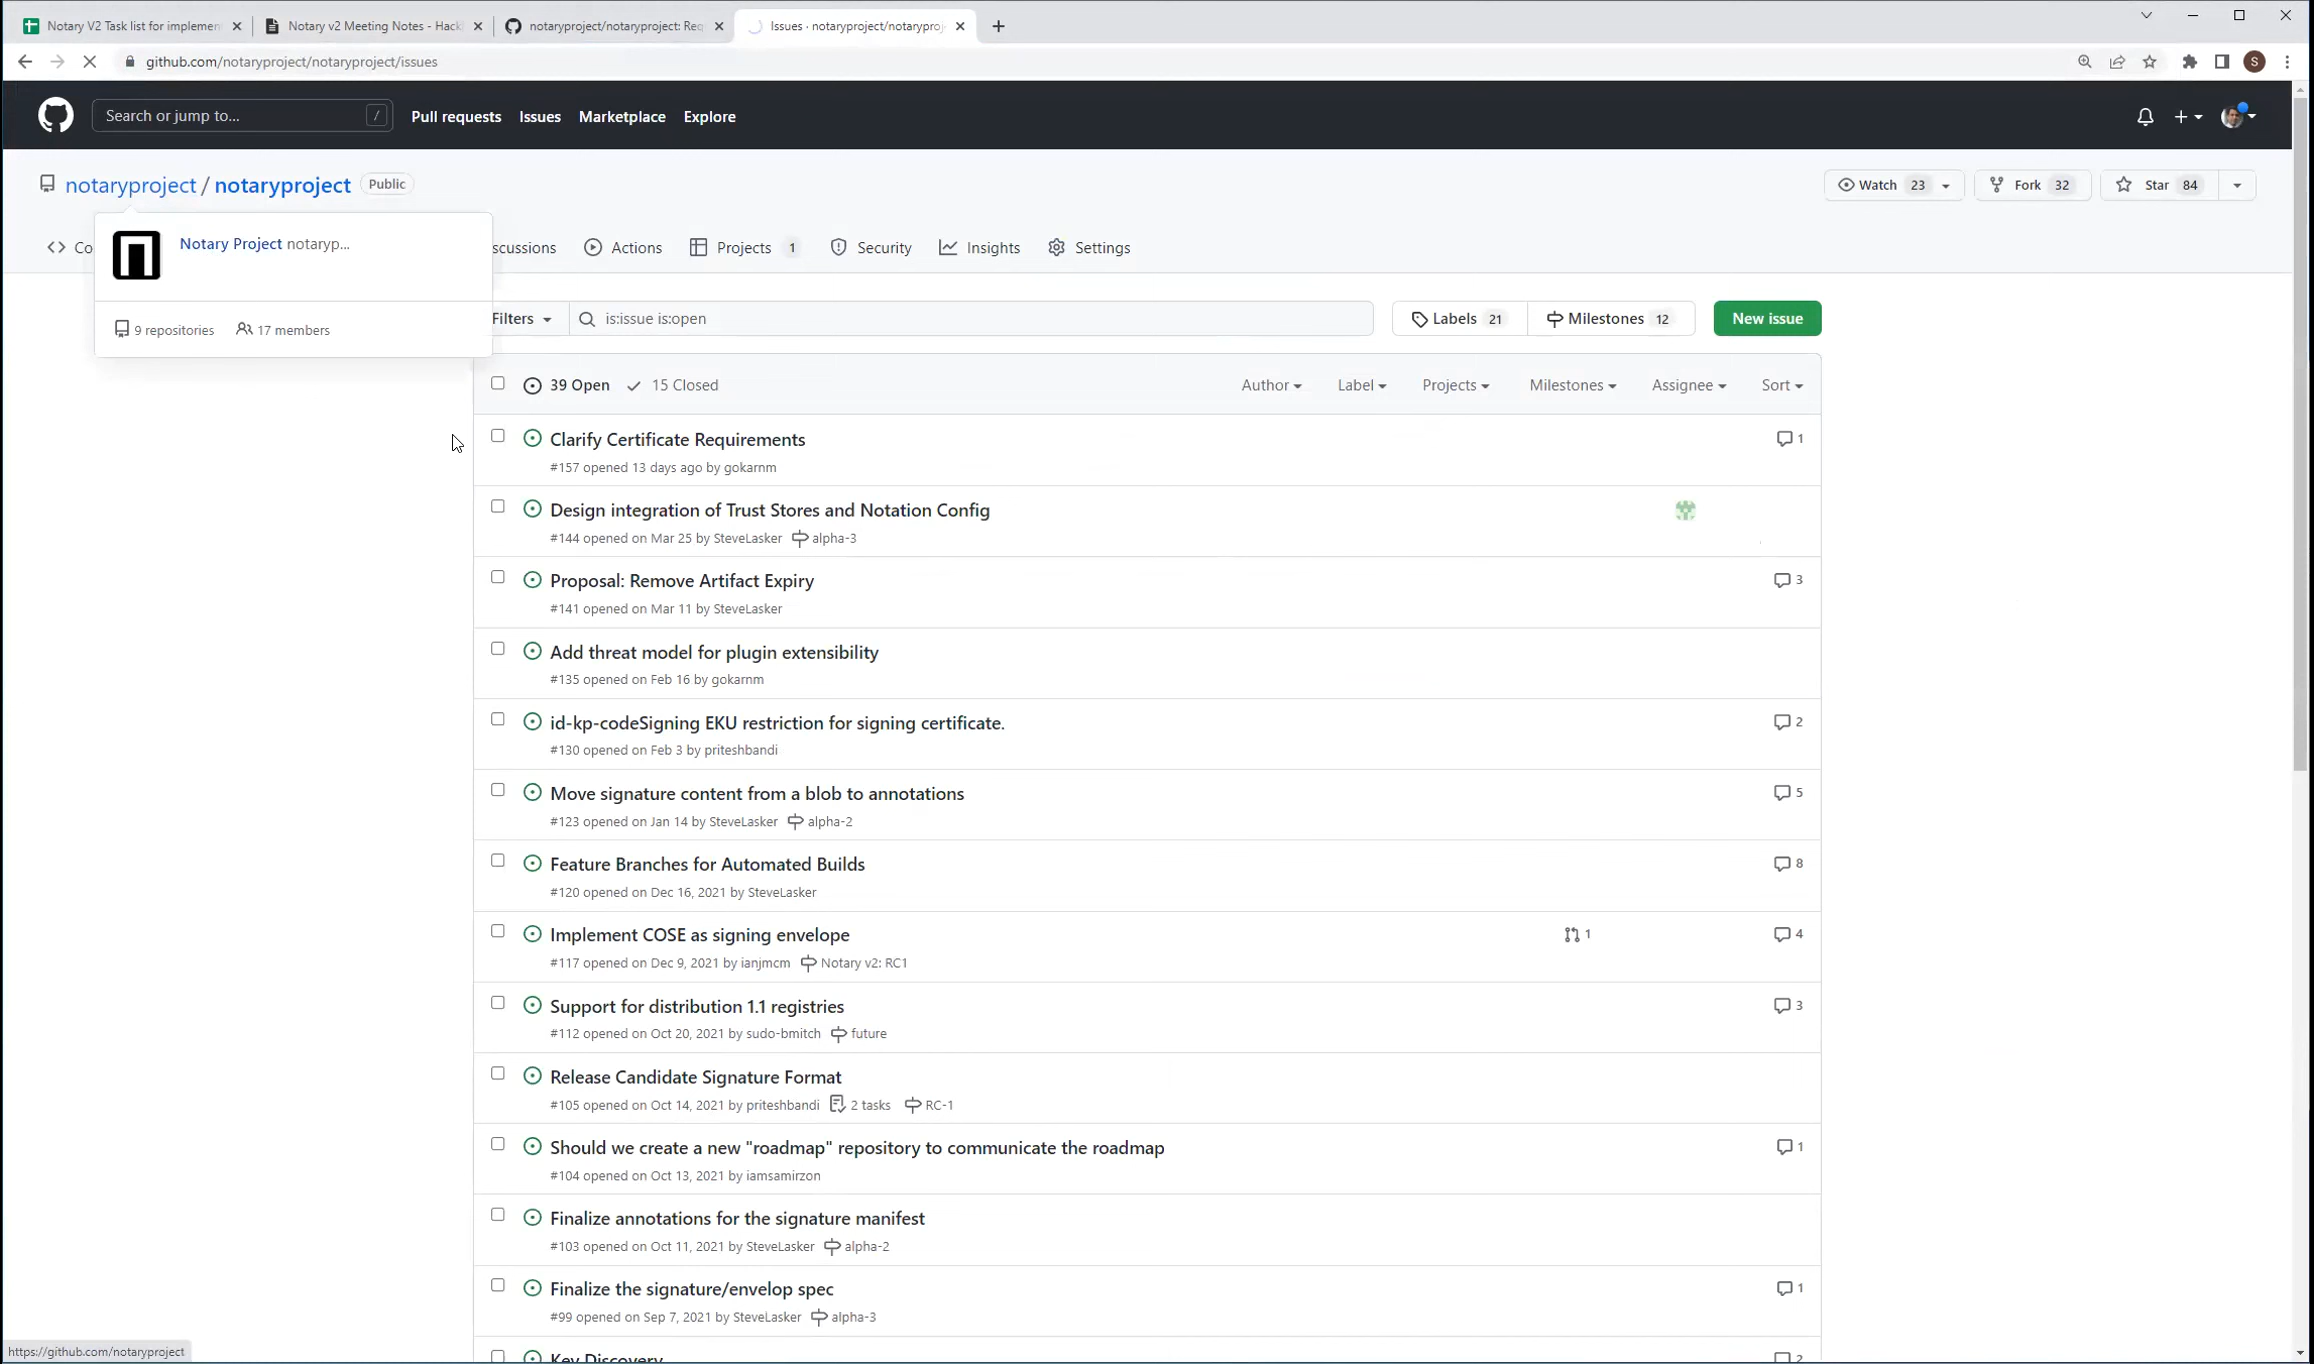 Notary V2 Task list for implemen
Notary v2 Meeting Notes - Hack
notaryproject/notaryproject: Req
Issues · notaryproject/notaryproj
github.com/notaryproject/notaryproject/issues
S
Search or jump to...
/
Pull requests
Issues
Marketplace
Explore
notaryproject / notaryproject
Public
Watch 23
Fork 32
Star 84
<> Co
scussions
Actions
Projects 1
Security
Insights
Settings
Notary Project notaryp...
9 repositories
17 members
Filters
is:issue is:open
Labels 21
Milestones 12
New issue
39 Open
15 Closed
Author
Label
Projects
Milestones
Assignee
Sort
Clarify Certificate Requirements
1
#157 opened 13 days ago by gokarnm
Design integration of Trust Stores and Notation Config
#144 opened on Mar 25 by SteveLasker alpha-3
Proposal: Remove Artifact Expiry
3
#141 opened on Mar 11 by SteveLasker
Add threat model for plugin extensibility
#135 opened on Feb 16 by gokarnm
id-kp-codeSigning EKU restriction for signing certificate.
2
#130 opened on Feb 3 by priteshbandi
Move signature content from a blob to annotations
5
#123 opened on Jan 14 by SteveLasker alpha-2
Feature Branches for Automated Builds
8
#120 opened on Dec 16, 2021 by SteveLasker
Implement COSE as signing envelope
1
4
#117 opened on Dec 9, 2021 by ianjmcm Notary v2: RC1
Support for distribution 1.1 registries
3
#112 opened on Oct 20, 2021 by sudo-bmitch future
Release Candidate Signature Format
#105 opened on Oct 14, 2021 by priteshbandi 2 tasks RC-1
Should we create a new "roadmap" repository to communicate the roadmap
1
#104 opened on Oct 13, 2021 by iamsamirzon
Finalize annotations for the signature manifest
#103 opened on Oct 11, 2021 by SteveLasker alpha-2
Finalize the signature/envelop spec
1
#99 opened on Sep 7, 2021 by SteveLasker alpha-3
Key Discovery
2
https://github.com/notaryproject